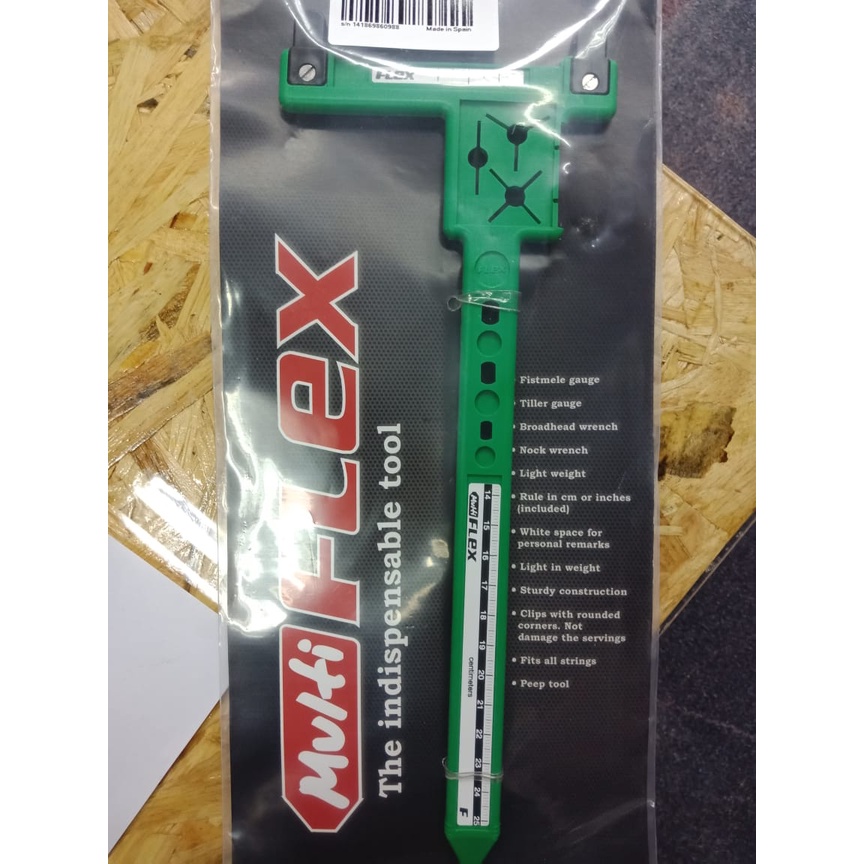 s/n 141869860988 Made in Spain
FLEX
Multi FLEX
The indispensable tool
• Fistmele gauge
• Tiller gauge
• Broadhead wrench
• Nock wrench
• Light weight
• Rule in cm or inches
(included)
• White space for
personal remarks
• Light in weight
• Sturdy construction
• Clips with rounded
corners. Not
damage the servings
• Fits all strings
• Peep tool
Multi FLEX
14 15 16 17 18 19 20 21 22 23 24 25
centimeters
F